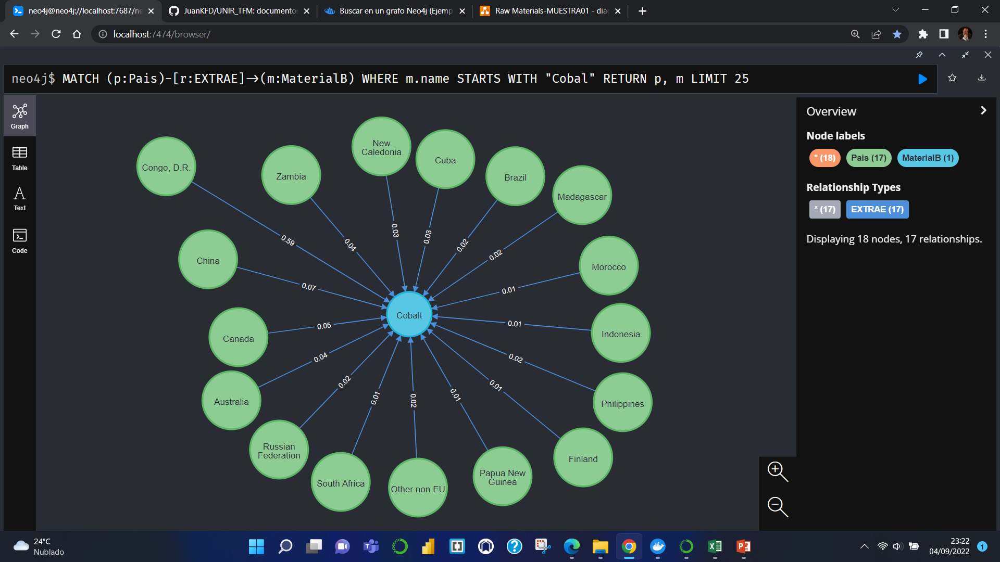 neo4j@neo4j://localhost:7687/ne
JuanKFD/UNIR_TFM: documento
Buscar en un grafo Neo4j (Ejemp
Raw Materials-MUESTRA01 - dia
localhost:7474/browser/
neo4j$ MATCH (p:Pais)-[r:EXTRAE]->(m:MaterialB) WHERE m.name STARTS WITH "Cobal" RETURN p, m LIMIT 25
Graph
Table
Text
Code
Congo, D.R.
Zambia
New
Caledonia
Cuba
Brazil
Madagascar
China
Morocco
Canada
Cobalt
Indonesia
Australia
Philippines
Russian
Federation
South Africa
Other non EU
Papua New
Guinea
Finland
0.59
0.04
0.03
0.03
0.02
0.02
0.07
0.01
0.05
0.01
0.04
0.02
0.02
0.01
0.02
0.01
0.01
Overview
Node labels
* (18)
Pais (17)
MaterialB (1)
Relationship Types
* (17)
EXTRAE (17)
Displaying 18 nodes, 17 relationships.
24°C
Nublado
23:22
04/09/2022
1